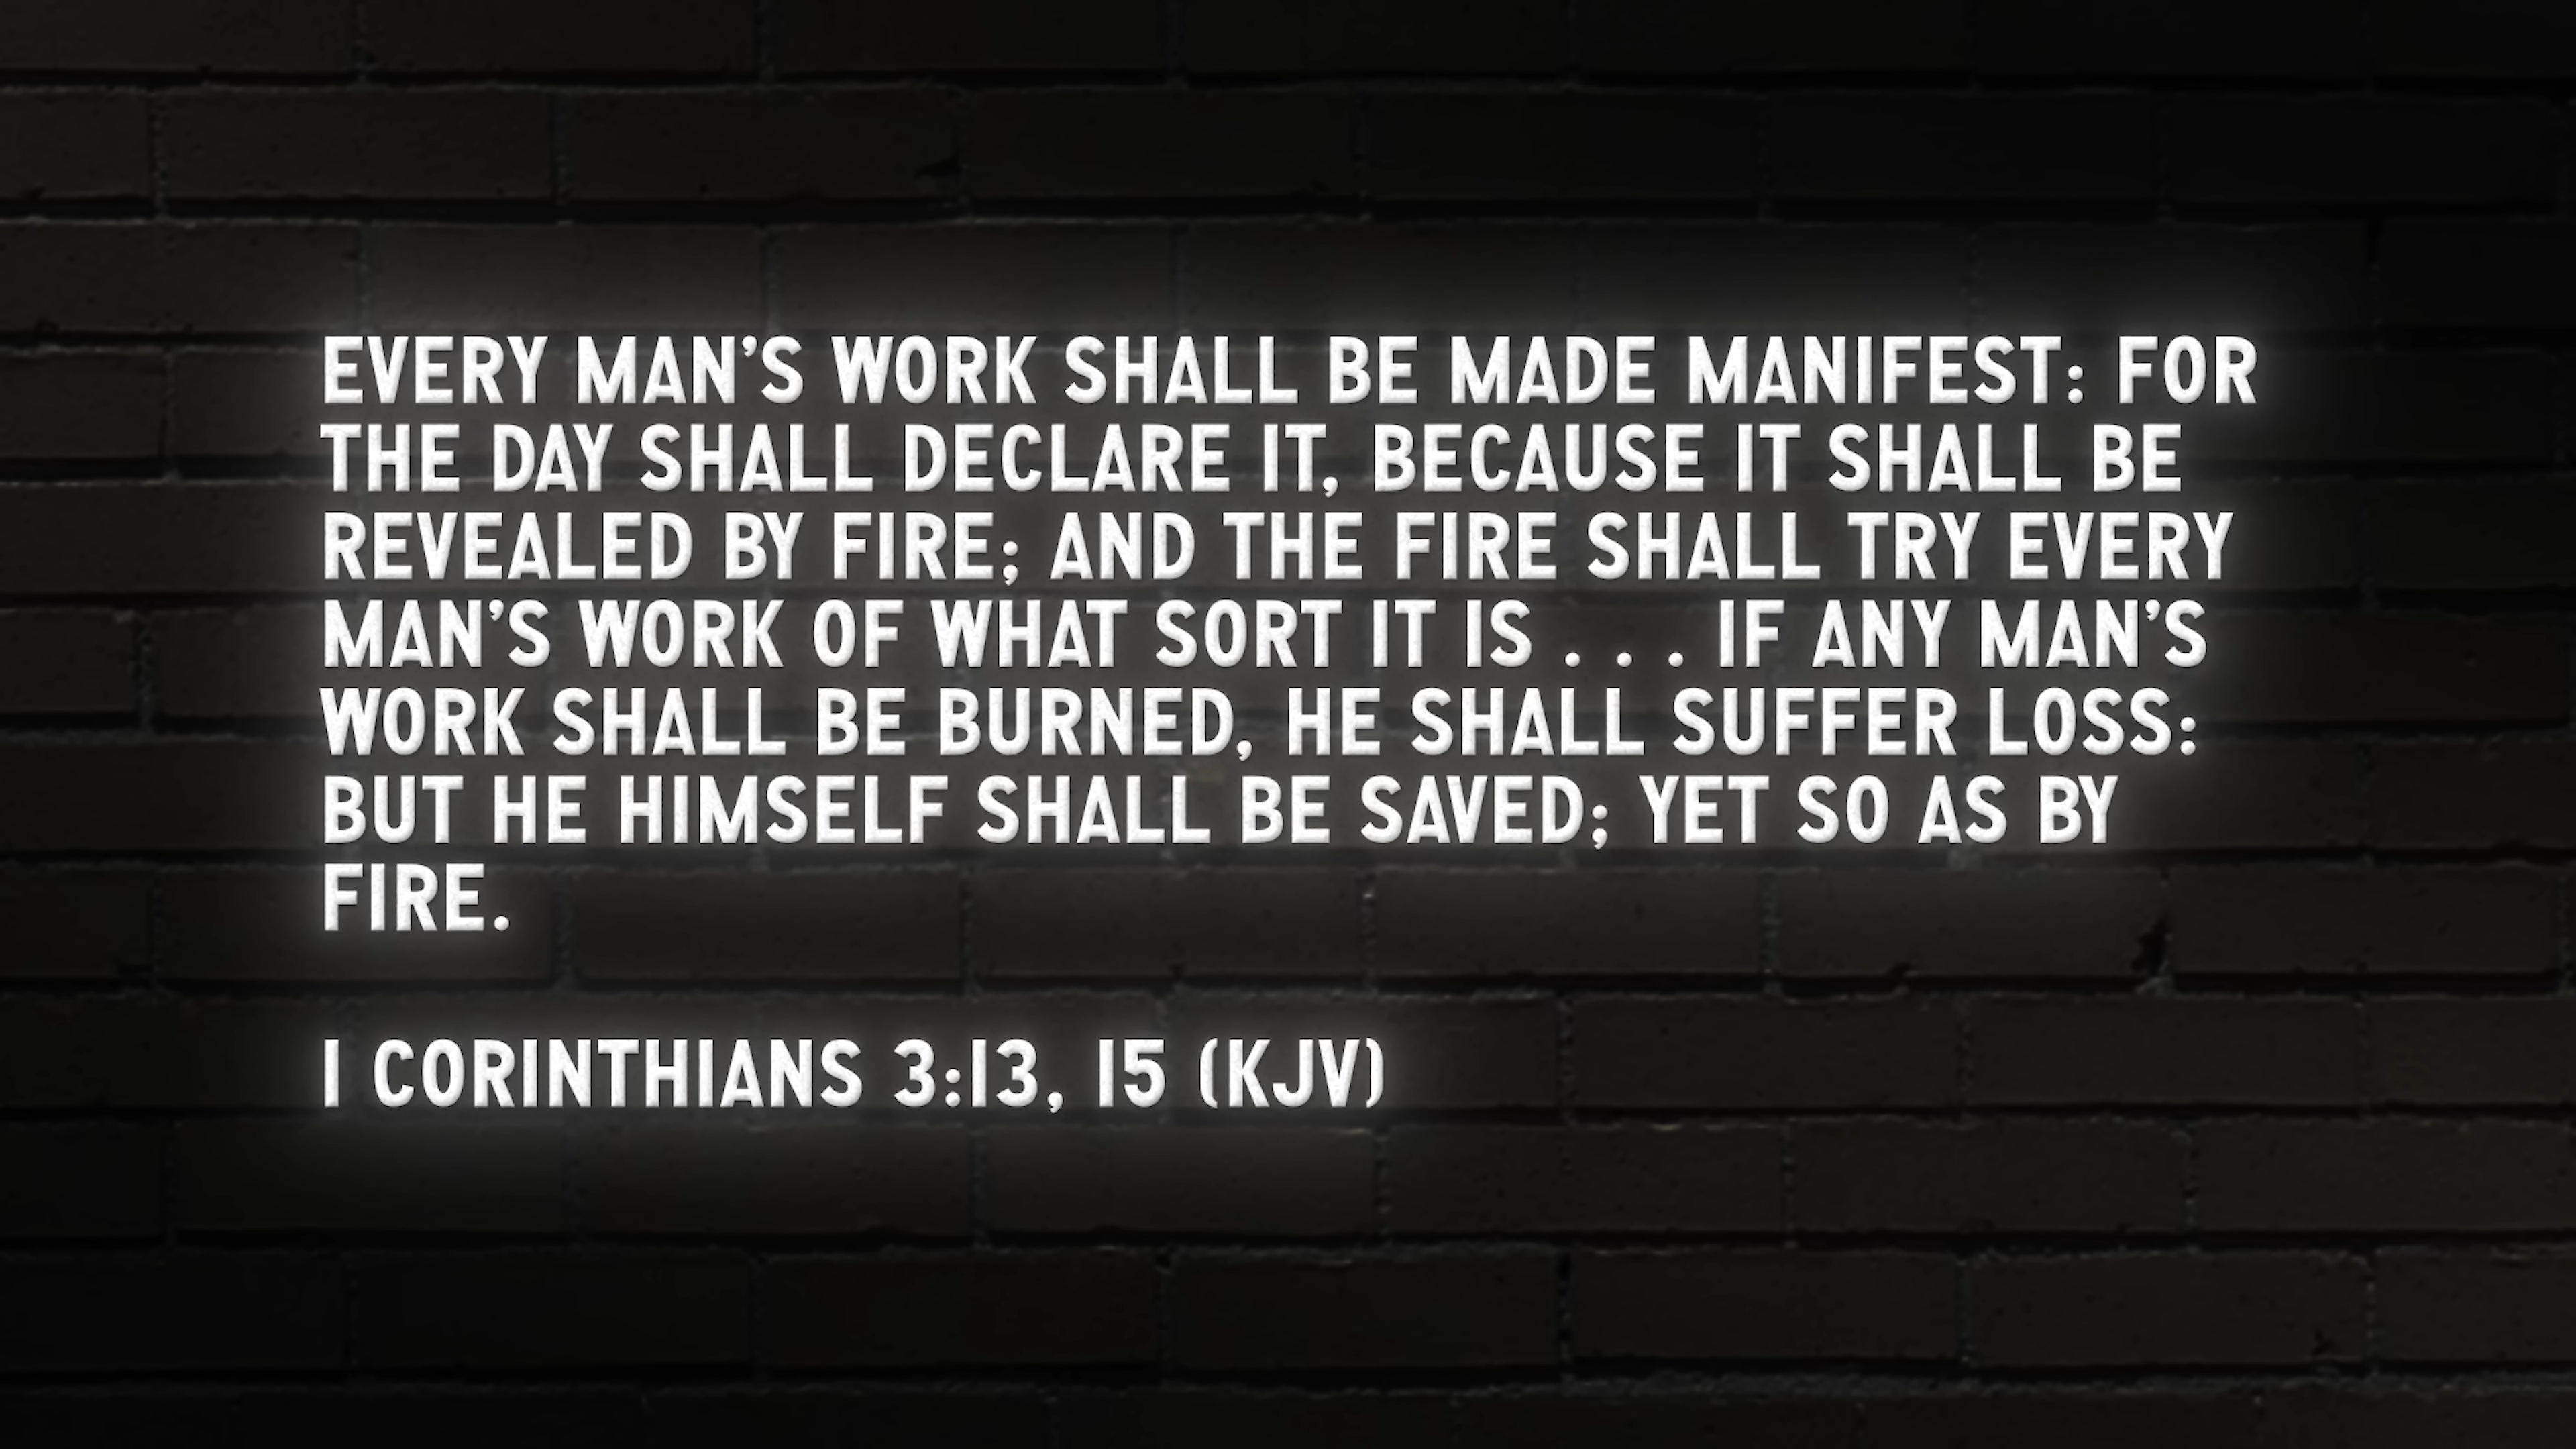 EVERY MAN’S WORK SHALL BE MADE MANIFEST: FOR
THE DAY SHALL DECLARE IT, BECAUSE IT SHALL BE
REVEALED BY FIRE; AND THE FIRE SHALL TRY EVERY
MAN’S WORK OF WHAT SORT IT IS . . . IF ANY MAN’S
WORK SHALL BE BURNED, HE SHALL SUFFER LOSS:
BUT HE HIMSELF SHALL BE SAVED; YET SO AS BY
FIRE.
1 CORINTHIANS 3:13, 15 (KJV)